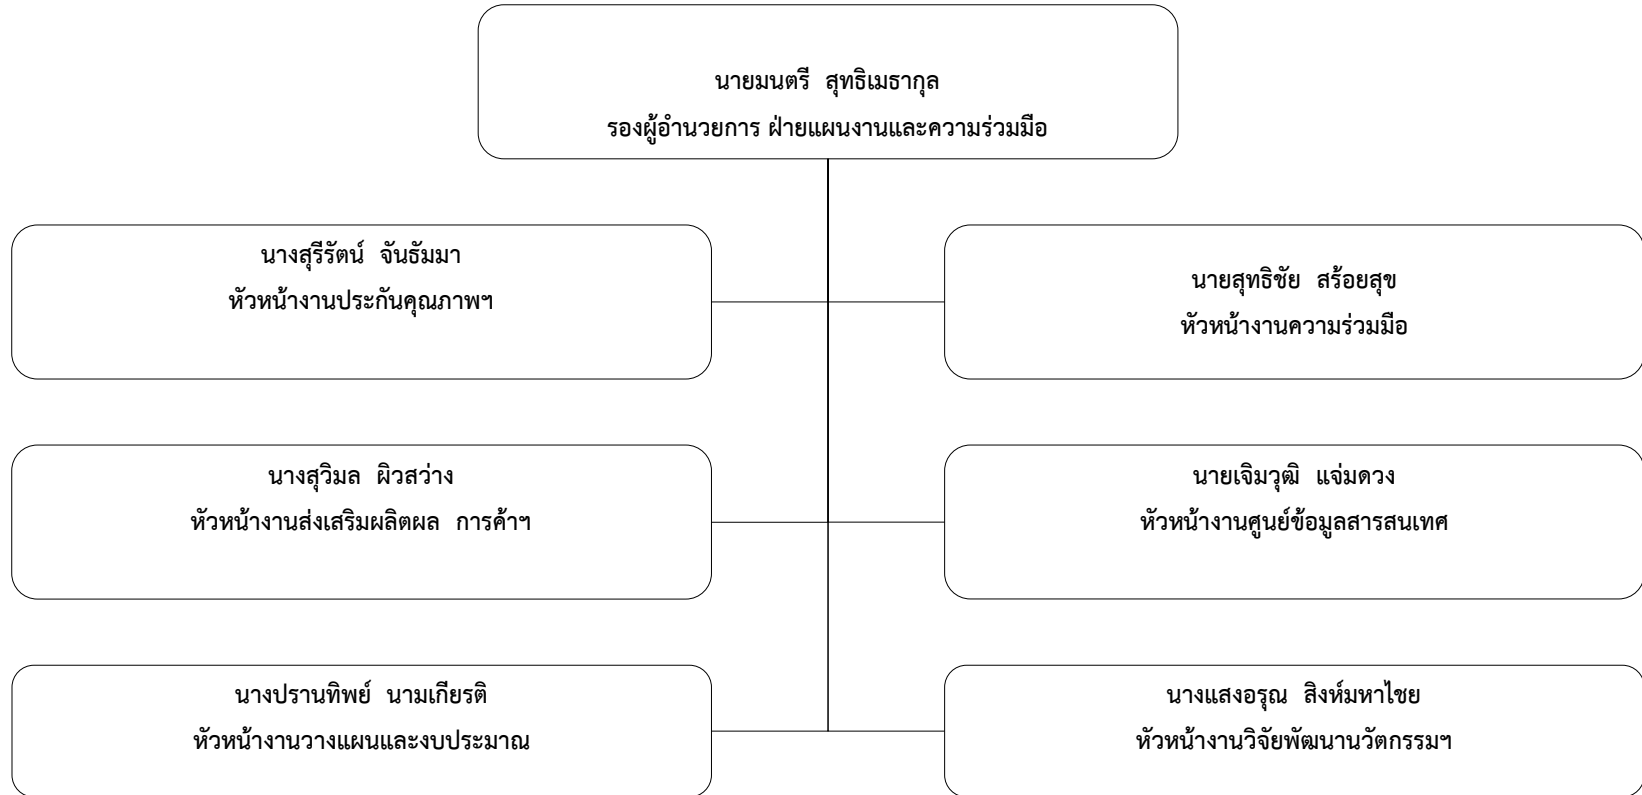 นายมนตรี สุทธิเมธากุล
รองผู้อำนวยการ ฝ่ายแผนงานและความร่วมมือ
นางสุรีรัตน์ จันธัมมา
หัวหน้างานประกันคุณภาพฯ
นายสุทธิชัย สร้อยสุข
หัวหน้างานความร่วมมือ
นางสุวิมล ผิวสว่าง
หัวหน้างานส่งเสริมผลิตผล การค้าฯ
นายเจิมวุฒิ แจ่มดวง
หัวหน้างานศูนย์ข้อมูลสารสนเทศ
นางปรานทิพย์ นามเกียรติ
หัวหน้างานวางแผนและงบประมาณ
นางแสงอรุณ สิงห์มหาไชย
หัวหน้างานวิจัยพัฒนานวัตกรรมฯ